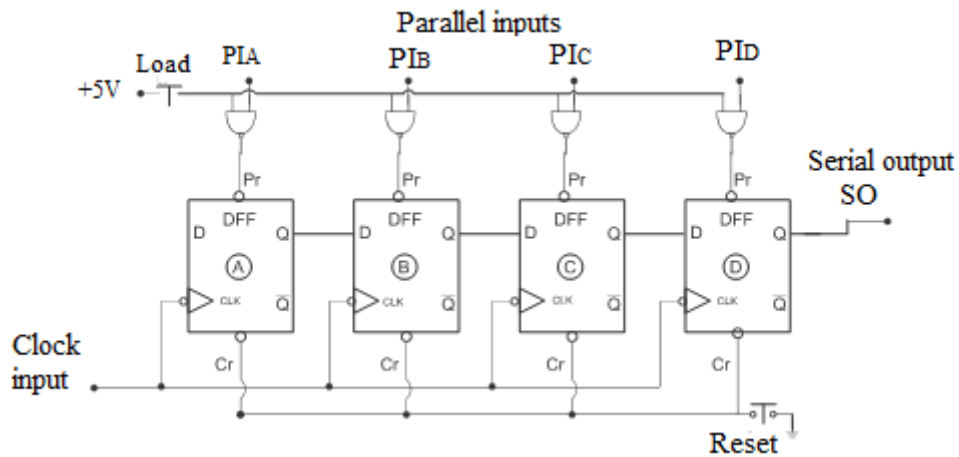 Parallel inputs
PIA PIB PIC PID
Load
+5V
Serial output
SO
Pr Pr Pr Pr
DFF DFF DFF DFF
D Q D Q D Q D Q
A B C D
CLK Q̅ CLK Q̅ CLK Q̅ CLK Q̅
Clock
input
Cr Cr Cr Cr
Reset